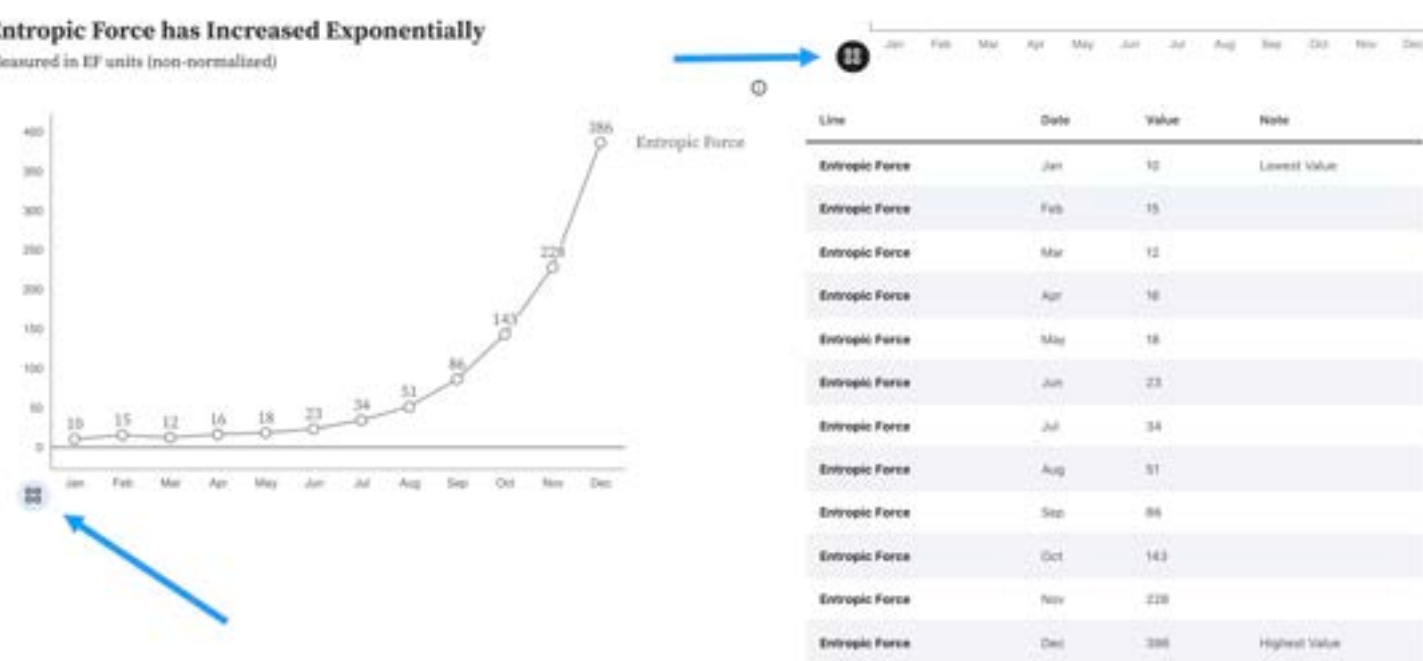 Entropic Force has Increased Exponentially
Measured in EF units (non-normalized)
400
350
300
250
200
150
100
50
0
10
15
12
16
18
23
34
51
86
143
228
386
Entropic Force
Jan Feb Mar Apr May Jun Jul Aug Sep Oct Nov Dec
Jan Feb Mar Apr May Jun Jul Aug Sep Oct Nov Dec
Line Date Value Note
Entropic Force Jan 10 Lowest Value
Entropic Force Feb 15
Entropic Force Mar 12
Entropic Force Apr 16
Entropic Force May 18
Entropic Force Jun 23
Entropic Force Jul 34
Entropic Force Aug 51
Entropic Force Sep 86
Entropic Force Oct 143
Entropic Force Nov 228
Entropic Force Dec 386 Highest Value